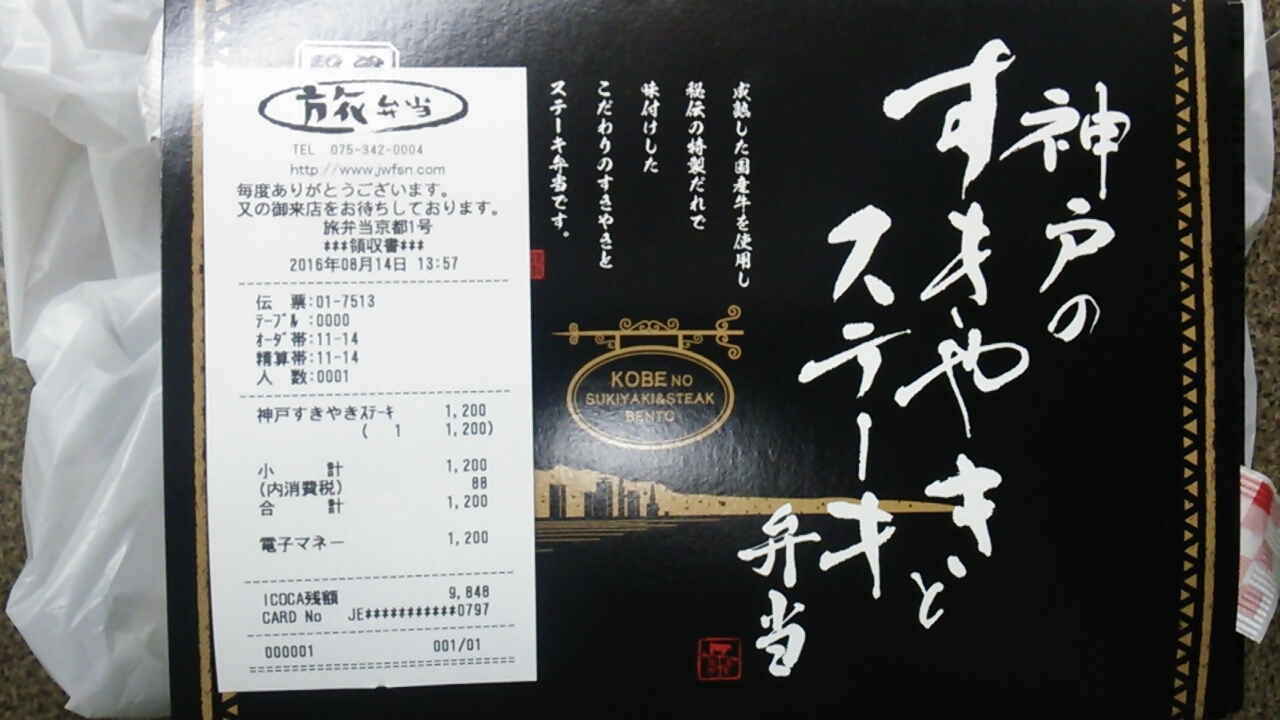 神戸の
すきやきと
ステーキ
弁当
成熟した国産牛を使用し
秘伝の特製だれで
味付けした
こだわりのすきやきと
ステーキ弁当です。
KOBE NO
SUKIYAKI&STEAK
BENTO
旅弁当
TEL 075-342-0004
http://www.jwfsn.com
毎度ありがとうございます。
又の御来店をお待ちしております。
旅弁当京都1号
***領収書***
2016年08月14日 13:57
伝 票:01-7513
テーブル :0000
オーダ帯:11-14
精算帯:11-14
人 数:0001
神戸すきやきステーキ 1,200
( 1 1,200)
小 計 1,200
(内消費税) 88
合 計 1,200
電子マネー 1,200
ICOCA残額 9,848
CARD No JE***********0797
000001 001/01